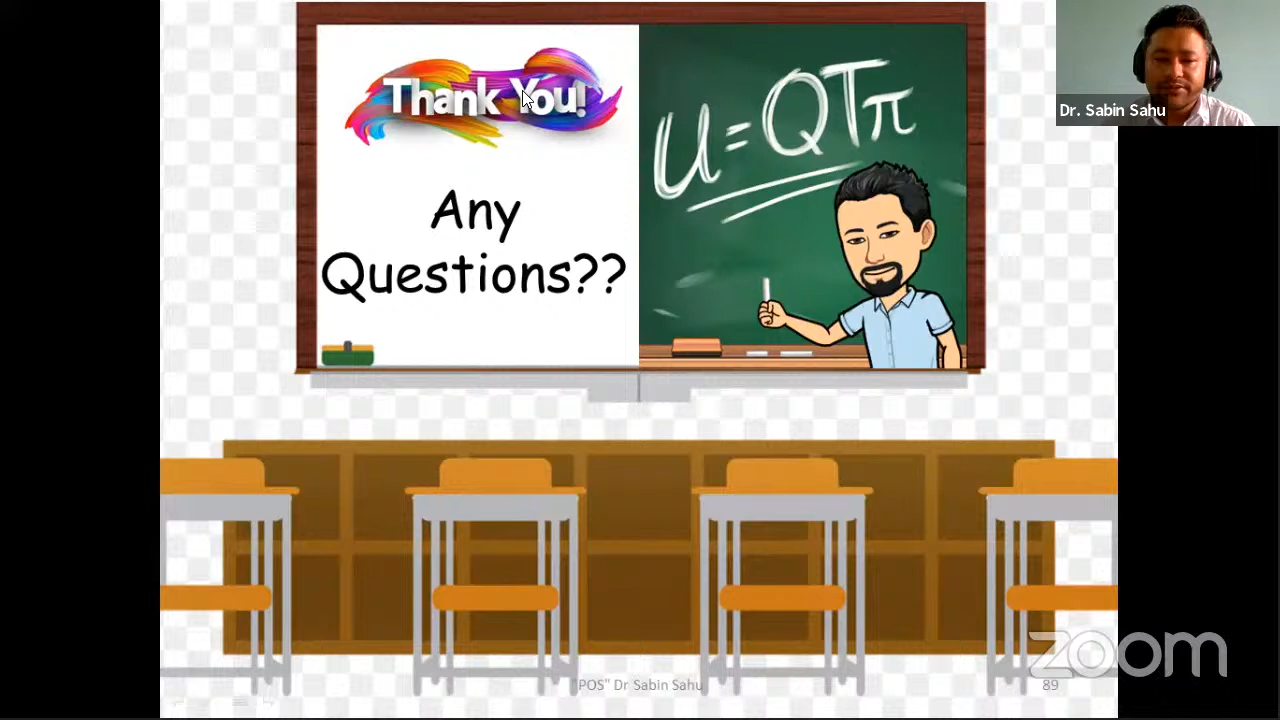 Thank You!
Any
Questions??
U=QTπ
Dr. Sabin Sahu
zoom
"POS" Dr Sabin Sahu
89